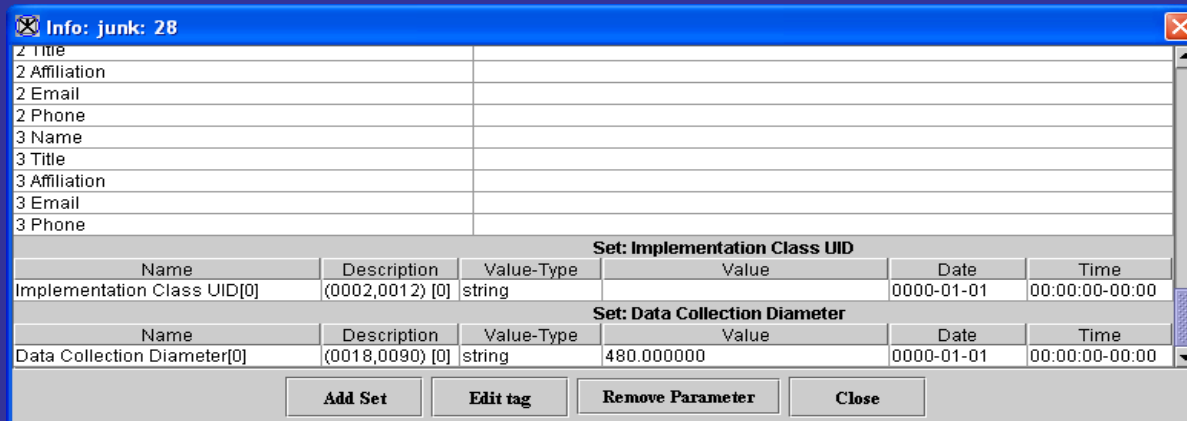 Info: junk: 28
2 Title
2 Affiliation
2 Email
2 Phone
3 Name
3 Title
3 Affiliation
3 Email
3 Phone
Set: Implementation Class UID
Name Description Value-Type Value Date Time
Implementation Class UID[0] (0002,0012) [0] string 0000-01-01 00:00:00-00:00
Set: Data Collection Diameter
Name Description Value-Type Value Date Time
Data Collection Diameter[0] (0018,0090) [0] string 480.000000 0000-01-01 00:00:00-00:00
Add Set Edit tag Remove Parameter Close